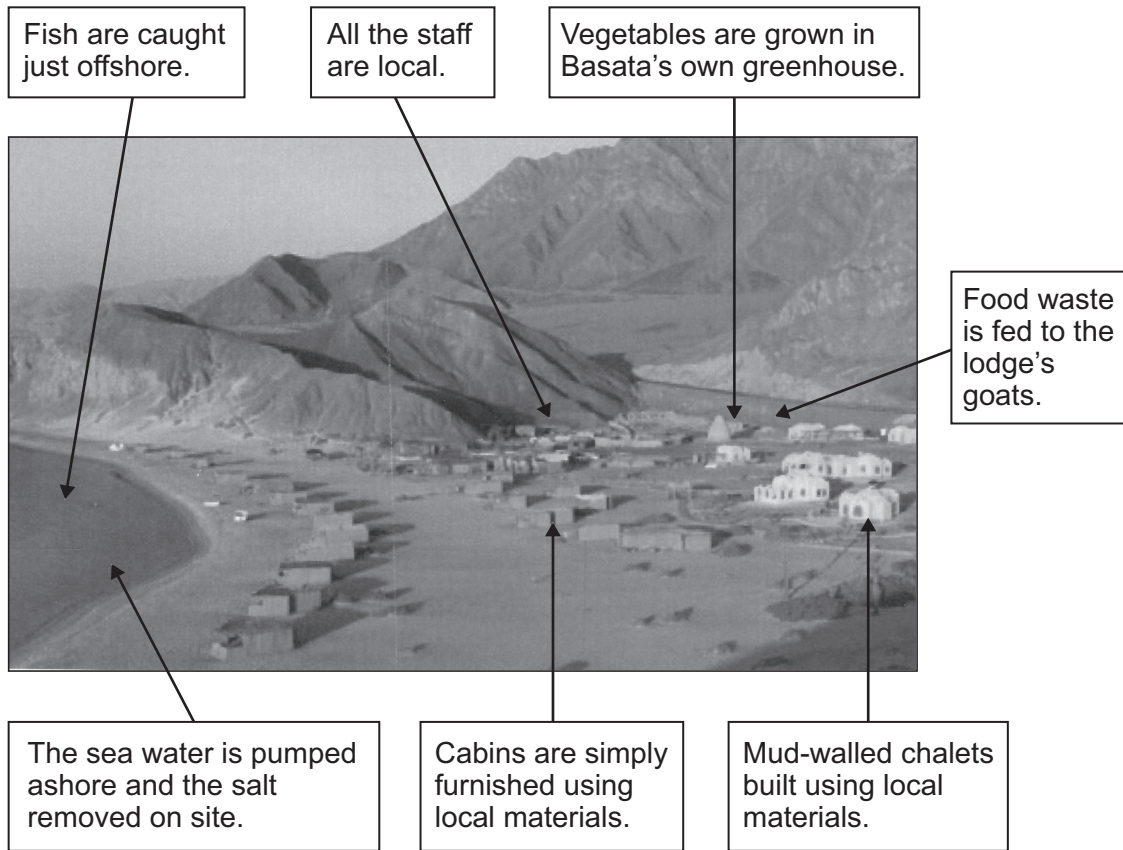 Fish are caught
just offshore.
All the staff
are local.
Vegetables are grown in
Basata's own greenhouse.
Food waste
is fed to the
lodge's
goats.
The sea water is pumped
ashore and the salt
removed on site.
Cabins are simply
furnished using
local materials.
Mud-walled chalets
built using local
materials.